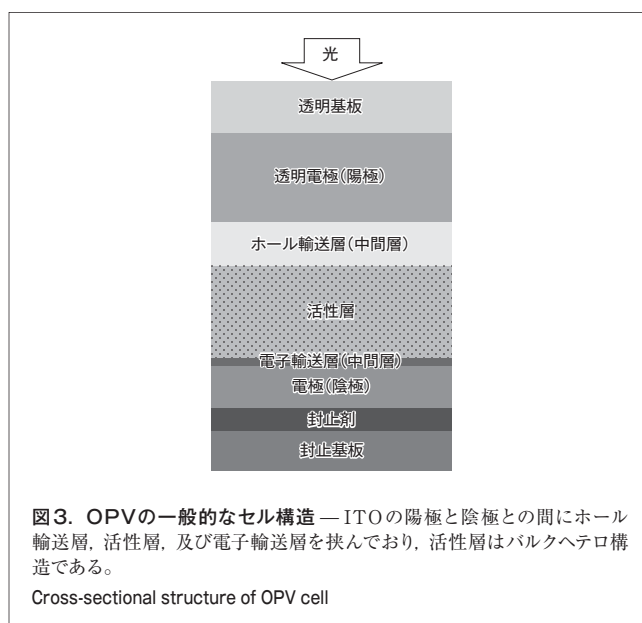 光
透明基板
透明電極(陽極)
ホール輸送層(中間層)
活性層
電子輸送層(中間層)
電極(陰極)
封止剤
封止基板
図3. OPVの一般的なセル構造 — ITOの陽極と陰極との間にホール
輸送層, 活性層, 及び電子輸送層を挟んでおり, 活性層はバルクヘテロ構
造である。
Cross-sectional structure of OPV cell